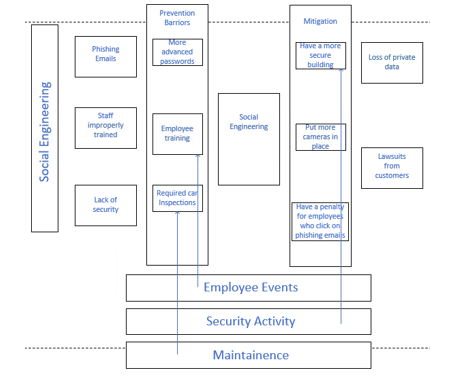 Social Engineering
Phishing
Emails
Staff
improperly
trained
Lack of
security
Prevention
Barriers
More
advanced
passwords
Employee
training
Required car
Inspections
Social
Engineering
Mitigation
Have a more
secure
building
Put more
cameras in
place
Have a penalty
for employees
who click on
phishing emails
Loss of private
data
Lawsuits
from
customers
Employee Events
Security Activity
Maintainence